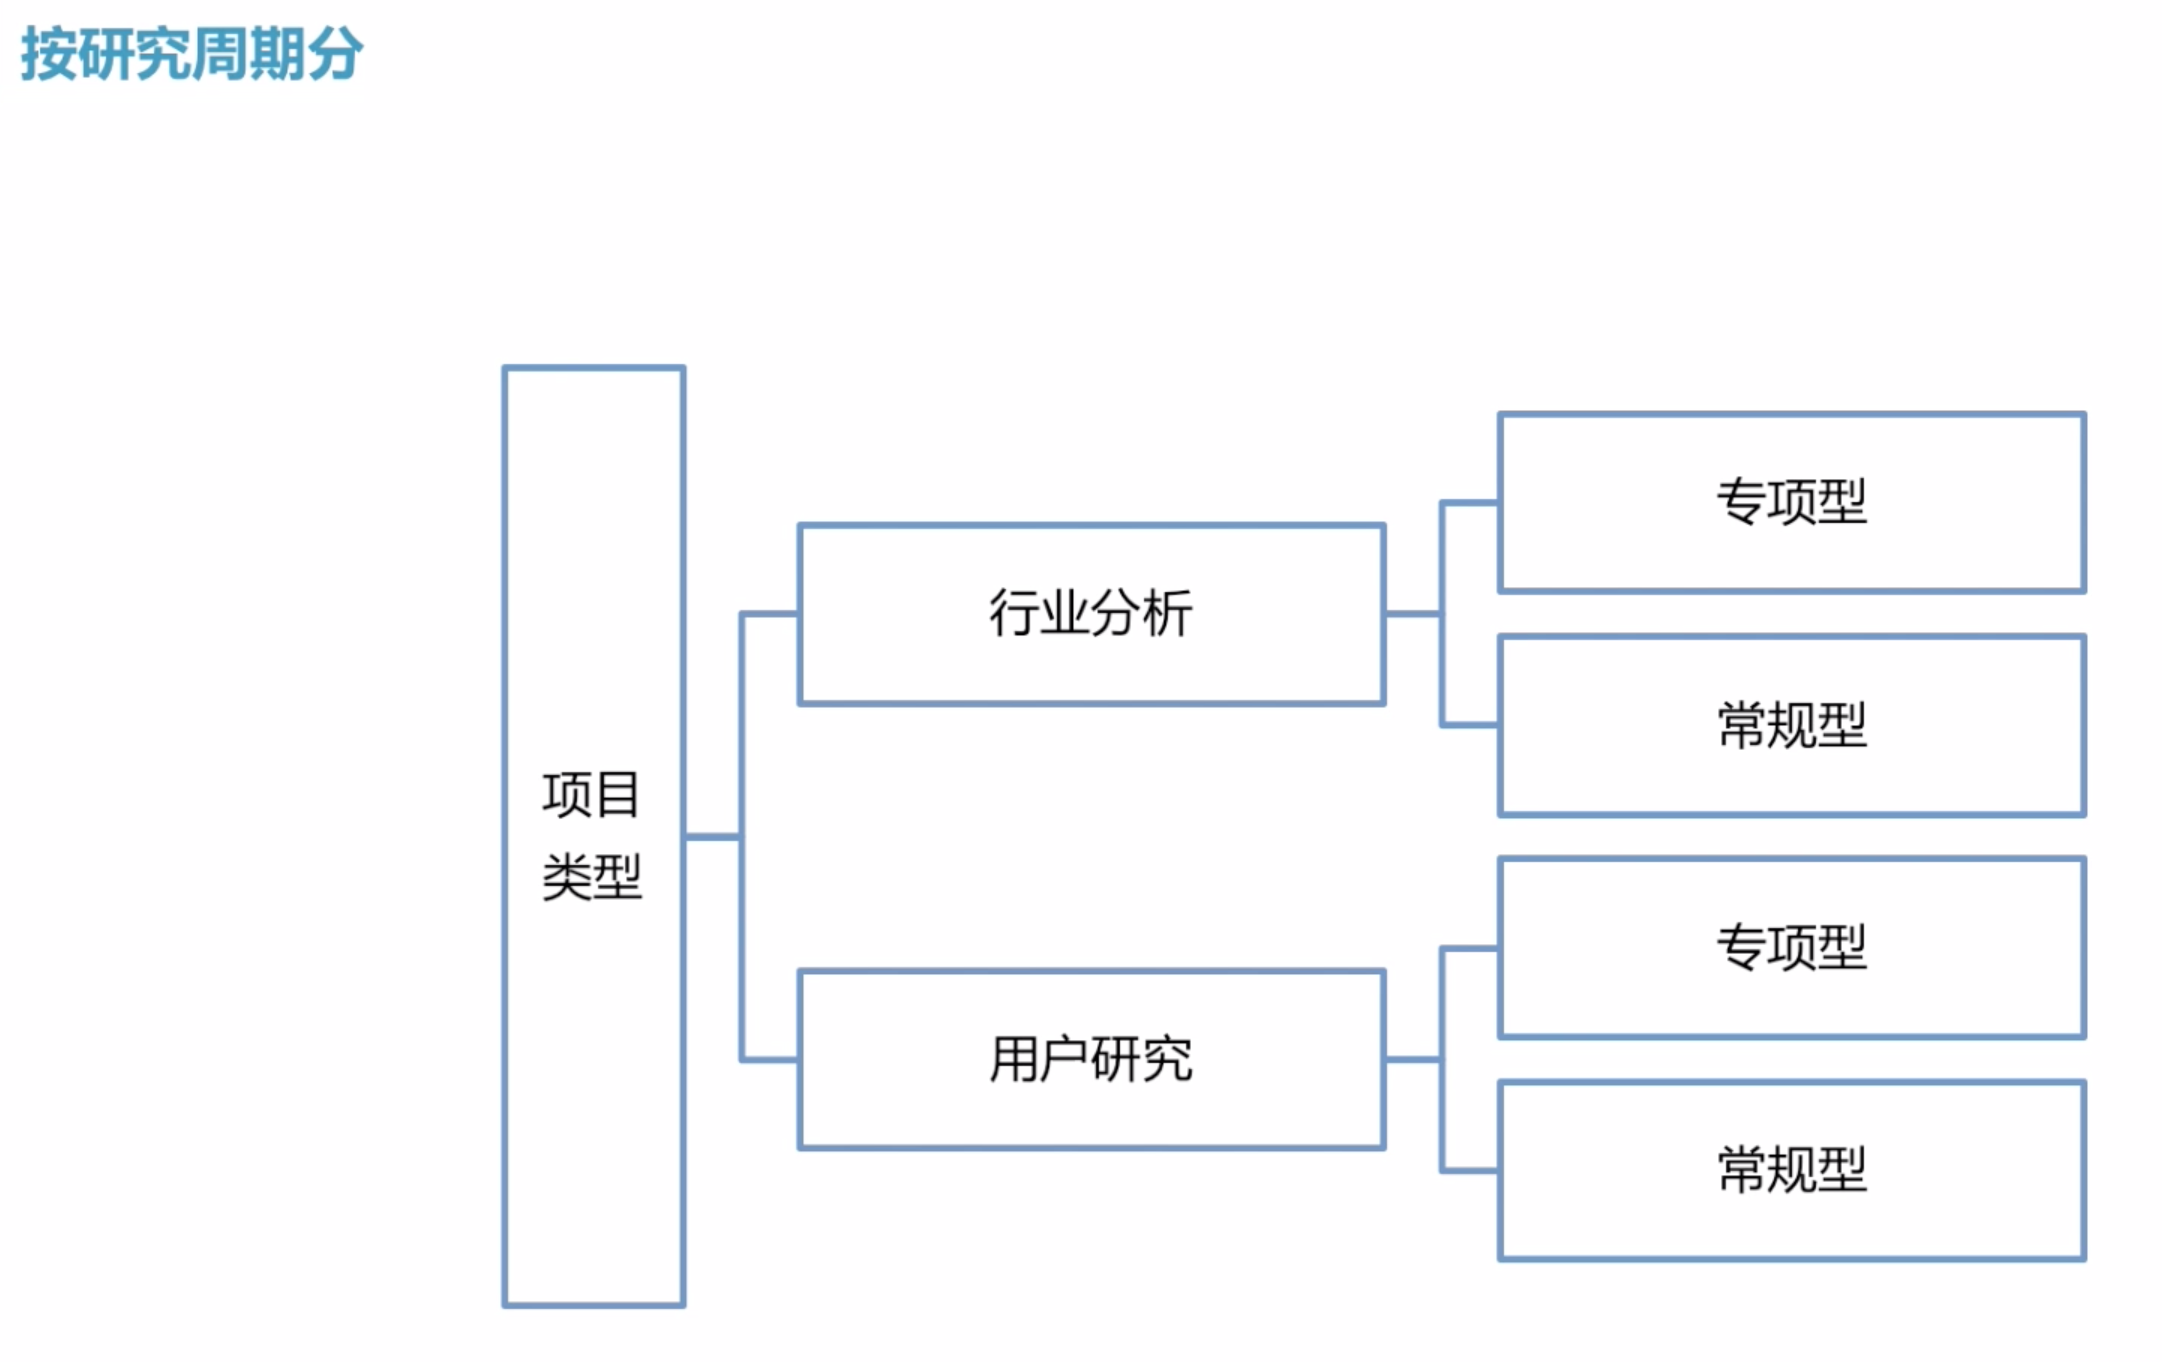 按研究周期分
项目
类型
行业分析
专项型
常规型
用户研究
专项型
常规型